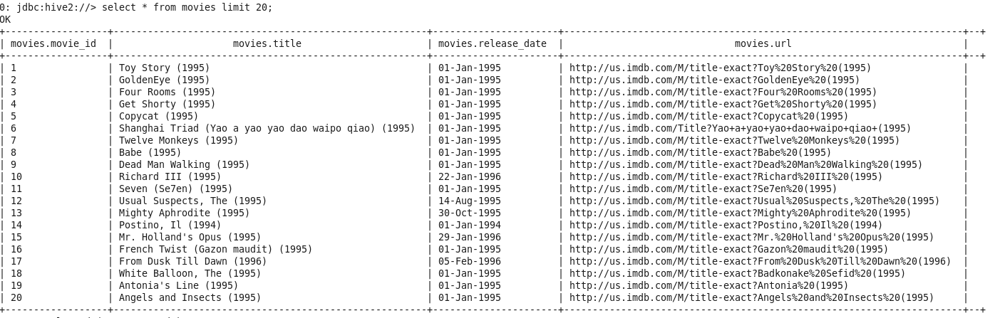 0: jdbc:hive2://> select * from movies limit 20;
OK
+-----------------+-------------------------------------------------------+----------------------+----------------------------------------------------------------------+--+
| movies.movie_id | movies.title | movies.release_date | movies.url |
+-----------------+-------------------------------------------------------+----------------------+----------------------------------------------------------------------+--+
| 1 | Toy Story (1995) | 01-Jan-1995 | http://us.imdb.com/M/title-exact?Toy%20Story%20(1995) |
| 2 | GoldenEye (1995) | 01-Jan-1995 | http://us.imdb.com/M/title-exact?GoldenEye%20(1995) |
| 3 | Four Rooms (1995) | 01-Jan-1995 | http://us.imdb.com/M/title-exact?Four%20Rooms%20(1995) |
| 4 | Get Shorty (1995) | 01-Jan-1995 | http://us.imdb.com/M/title-exact?Get%20Shorty%20(1995) |
| 5 | Copycat (1995) | 01-Jan-1995 | http://us.imdb.com/M/title-exact?Copycat%20(1995) |
| 6 | Shanghai Triad (Yao a yao yao dao waipo qiao) (1995) | 01-Jan-1995 | http://us.imdb.com/Title?Yao+a+yao+yao+dao+waipo+qiao+(1995) |
| 7 | Twelve Monkeys (1995) | 01-Jan-1995 | http://us.imdb.com/M/title-exact?Twelve%20Monkeys%20(1995) |
| 8 | Babe (1995) | 01-Jan-1995 | http://us.imdb.com/M/title-exact?Babe%20(1995) |
| 9 | Dead Man Walking (1995) | 01-Jan-1995 | http://us.imdb.com/M/title-exact?Dead%20Man%20Walking%20(1995) |
| 10 | Richard III (1995) | 22-Jan-1996 | http://us.imdb.com/M/title-exact?Richard%20III%20(1995) |
| 11 | Seven (Se7en) (1995) | 01-Jan-1995 | http://us.imdb.com/M/title-exact?Se7en%20(1995) |
| 12 | Usual Suspects, The (1995) | 14-Aug-1995 | http://us.imdb.com/M/title-exact?Usual%20Suspects,%20The%20(1995) |
| 13 | Mighty Aphrodite (1995) | 30-Oct-1995 | http://us.imdb.com/M/title-exact?Mighty%20Aphrodite%20(1995) |
| 14 | Postino, Il (1994) | 01-Jan-1994 | http://us.imdb.com/M/title-exact?Postino,%20Il%20(1994) |
| 15 | Mr. Holland's Opus (1995) | 29-Jan-1996 | http://us.imdb.com/M/title-exact?Mr.%20Holland's%20Opus%20(1995) |
| 16 | French Twist (Gazon maudit) (1995) | 01-Jan-1995 | http://us.imdb.com/M/title-exact?Gazon%20maudit%20(1995) |
| 17 | From Dusk Till Dawn (1996) | 05-Feb-1996 | http://us.imdb.com/M/title-exact?From%20Dusk%20Till%20Dawn%20(1996) |
| 18 | White Balloon, The (1995) | 01-Jan-1995 | http://us.imdb.com/M/title-exact?Badkonake%20Sefid%20(1995) |
| 19 | Antonia's Line (1995) | 01-Jan-1995 | http://us.imdb.com/M/title-exact?Antonia%20(1995) |
| 20 | Angels and Insects (1995) | 01-Jan-1995 | http://us.imdb.com/M/title-exact?Angels%20and%20Insects%20(1995) |
+-----------------+-------------------------------------------------------+----------------------+----------------------------------------------------------------------+--+